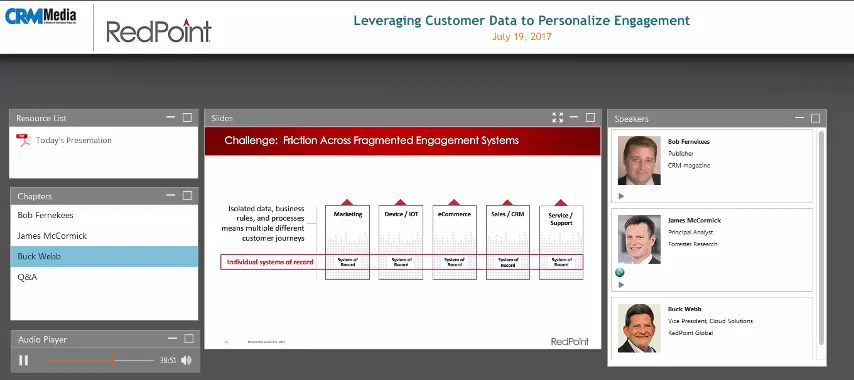 CRM Media
RedPoint
Leveraging Customer Data to Personalize Engagement
July 19, 2017
Resource List
Today's Presentation
Chapters
Bob Fernekees
James McCormick
Buck Webb
Q&A
Audio Player
38:51
Slides
Challenge: Friction Across Fragmented Engagement Systems
Isolated data, business
rules, and processes
means multiple different
customer journeys
Marketing
Device / IOT
eCommerce
Sales / CRM
Service /
Support
Individual systems of record
System of
Record
System of
Record
System of
Record
System of
Record
System of
Record
RedPoint
Speakers
Bob Fernekees
Publisher
CRM magazine
James McCormick
Principal Analyst
Forrester Research
Buck Webb
Vice President, Cloud Solutions
RedPoint Global